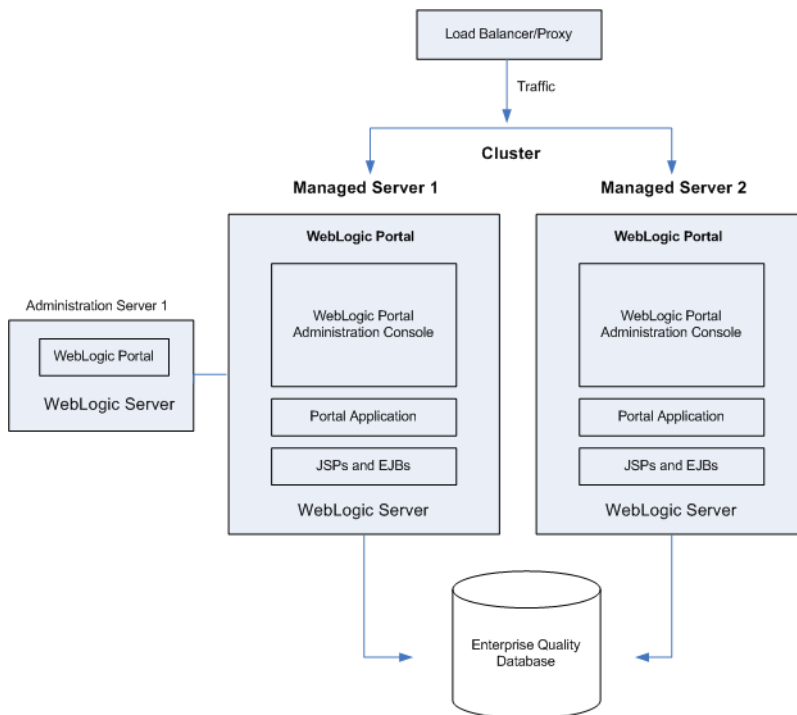 Load Balancer/Proxy
Traffic
Cluster
Managed Server 1
Managed Server 2
WebLogic Portal
WebLogic Portal
Administration Console
Portal Application
JSPs and EJBs
WebLogic Server
WebLogic Portal
WebLogic Portal
Administration Console
Portal Application
JSPs and EJBs
WebLogic Server
Administration Server 1
WebLogic Portal
WebLogic Server
Enterprise Quality
Database